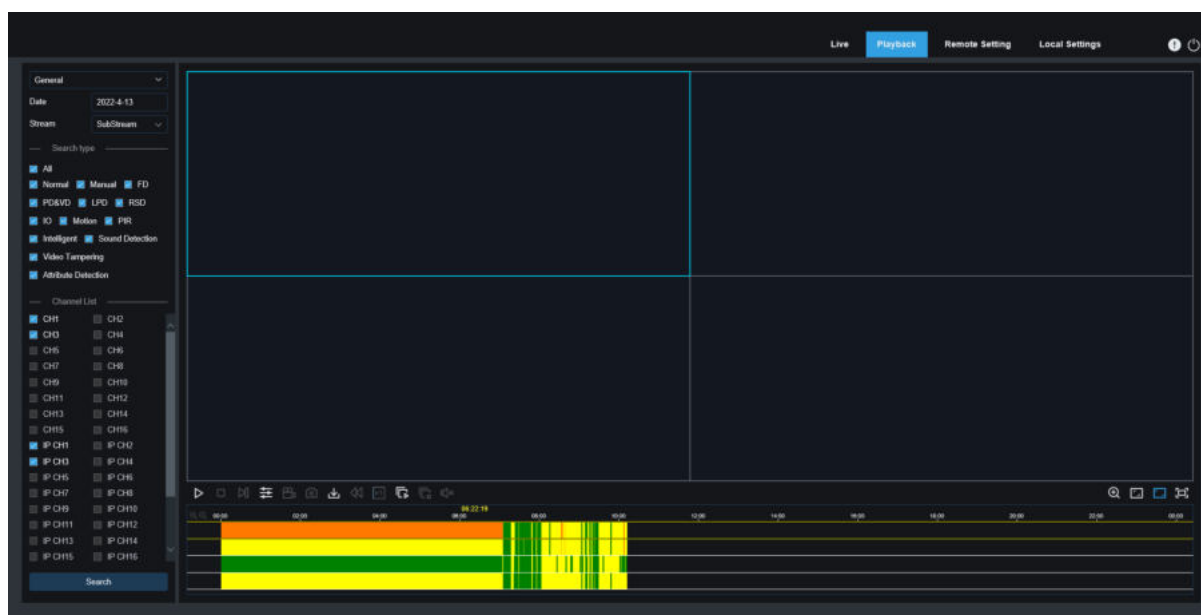 Live Playback Remote Setting Local Settings
General
Date 2022-4-13
Stream SubStream
Search type
All
Normal Manual FD
PD&VD LPD RSD
IO Motion PIR
Intelligent Sound Detection
Video Tampering
Attribute Detection
Channel List
CH1 CH2
CH3 CH4
CH5 CH6
CH7 CH8
CH9 CH10
CH11 CH12
CH13 CH14
CH15 CH16
IP CH1 IP CH2
IP CH3 IP CH4
IP CH5 IP CH6
IP CH7 IP CH8
IP CH9 IP CH10
IP CH11 IP CH12
IP CH13 IP CH14
IP CH15 IP CH16
Search
06:22:19
00:00 02:00 04:00 06:00 08:00 10:00 12:00 14:00 16:00 18:00 20:00 22:00 00:00